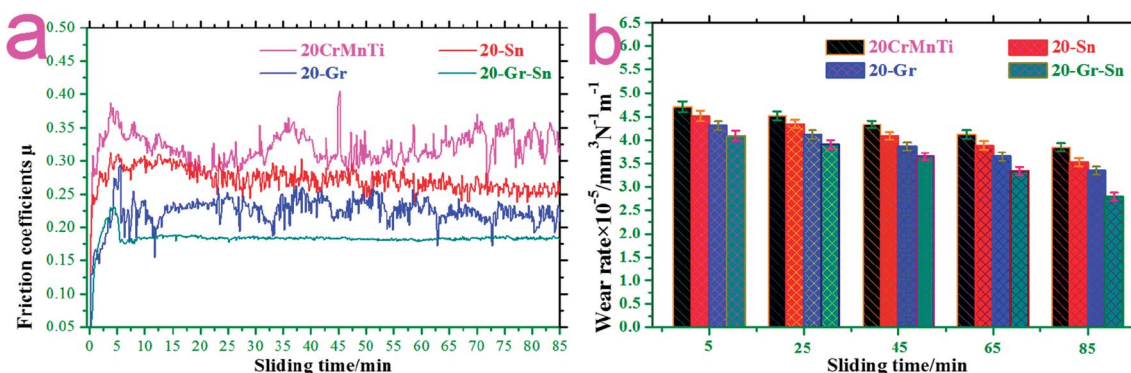 a
Friction coefficients μ
0.50
0.45
0.40
0.35
0.30
0.25
0.20
0.15
0.10
0.05
20CrMnTi
20-Sn
20-Gr
20-Gr-Sn
0 5 10 15 20 25 30 35 40 45 50 55 60 65 70 75 80 85
Sliding time/min
b
Wear rate×10⁻⁵/mm³N⁻¹m⁻¹
6.5
6.0
5.5
5.0
4.5
4.0
3.5
3.0
2.5
2.0
1.5
1.0
0.5
0.0
20CrMnTi
20-Sn
20-Gr
20-Gr-Sn
5 25 45 65 85
Sliding time/min